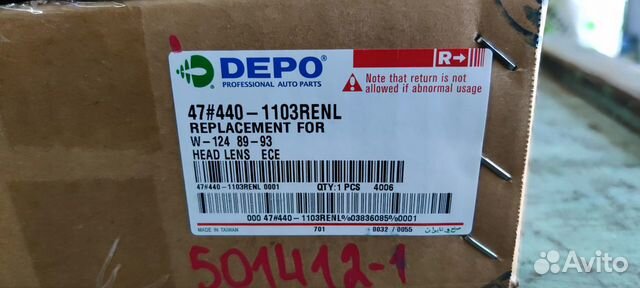 DEPO®
PROFESSIONAL AUTO PARTS
R→
Note that return is not
allowed if abnormal usage
47#440-1103RENL
REPLACEMENT FOR
W-124 89-93
HEAD LENS ECE
47#440-1103RENL 0001 QTY:1 PCS 4006
000 47#440-1103RENL%03836085%0001
MADE IN TAIWAN 701 0032 / 0055
501412-1
Avito